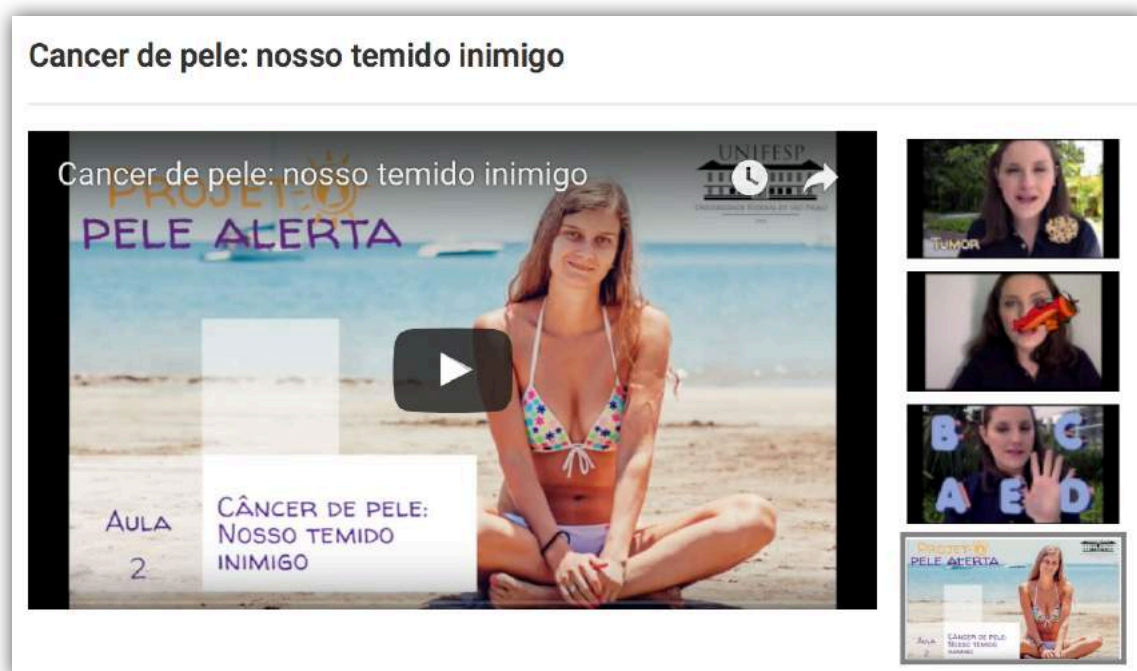 Cancer de pele: nosso temido inimigo
Cancer de pele: nosso temido inimigo
UNIFESP
PROJETO
PELE ALERTA
AULA
2
CÂNCER DE PELE:
NOSSO TEMIDO
INIMIGO
TUMOR
B C
A E D
PROJETO
PELE ALERTA
AULA
2
CÂNCER DE PELE:
NOSSO TEMIDO
INIMIGO